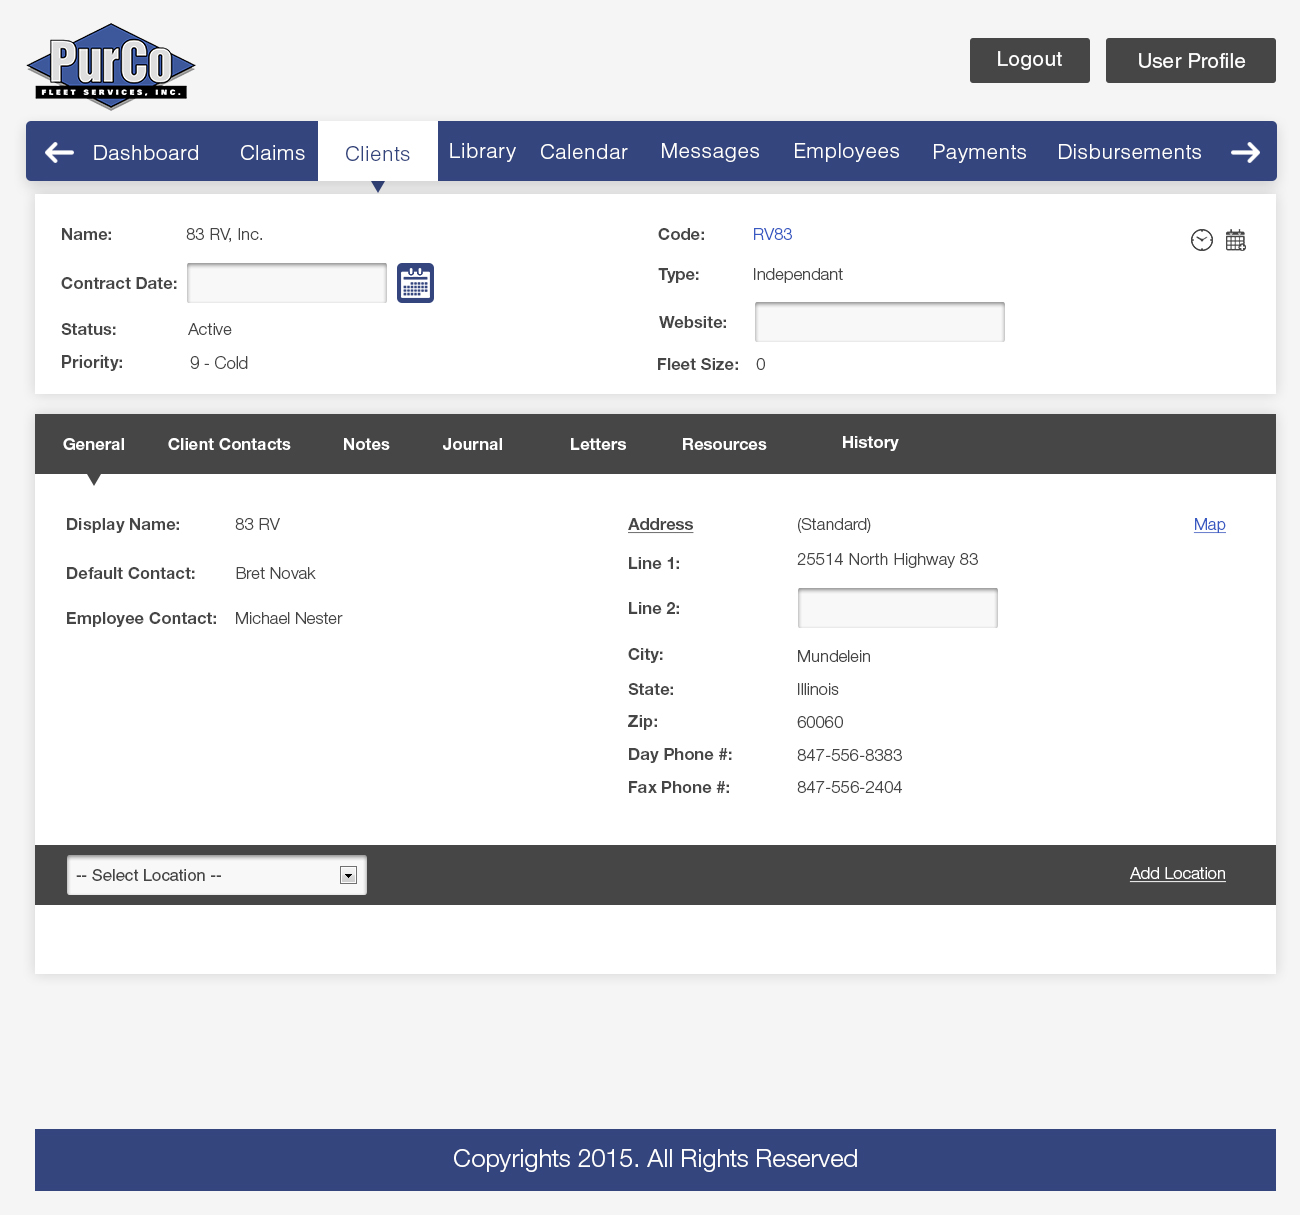 PurCo
FLEET SERVICES, INC.
Logout
User Profile
Dashboard Claims Clients Library Calendar Messages Employees Payments Disbursements
Name: 83 RV, Inc.
Code: RV83
Contract Date:
Type: Independant
Status: Active
Website:
Priority: 9 - Cold
Fleet Size: 0
General Client Contacts Notes Journal Letters Resources History
Display Name: 83 RV
Address (Standard) Map
Default Contact: Bret Novak
Line 1: 25514 North Highway 83
Employee Contact: Michael Nester
Line 2:
City: Mundelein
State: Illinois
Zip: 60060
Day Phone #: 847-556-8383
Fax Phone #: 847-556-2404
-- Select Location --
Add Location
Copyrights 2015. All Rights Reserved